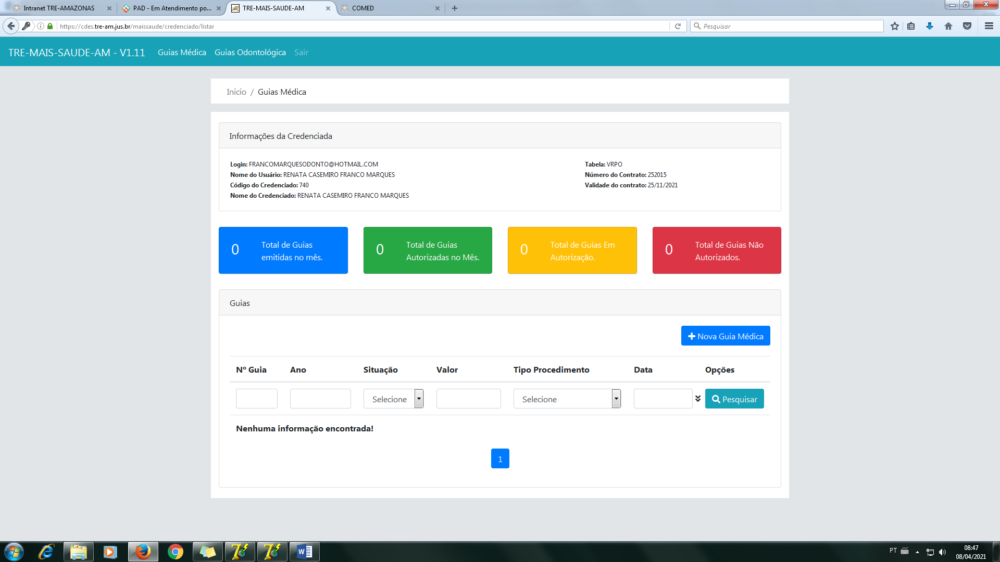 Intranet TRE-AMAZONAS
PAD - Em Atendimento po...
TRE-MAIS-SAUDE-AM
COMED
https://cdes.tre-am.jus.br/maissaude/credenciado/listar
Pesquisar
TRE-MAIS-SAUDE-AM - V1.11 Guias Médica Guias Odontológica Sair
Inicio / Guias Médica
Informações da Credenciada
Login: FRANCOMARQUESODONTO@HOTMAIL.COM
Nome do Usuário: RENATA CASEMIRO FRANCO MARQUES
Código do Credenciado: 740
Nome do Credenciado: RENATA CASEMIRO FRANCO MARQUES
Tabela: VRPO
Número do Contrato: 252015
Validade do contrato: 25/11/2021
0 Total de Guias
emitidas no mês.
0 Total de Guias
Autorizadas no Mês.
0 Total de Guias Em
Autorização.
0 Total de Guias Não
Autorizados.
Guias
Nova Guia Médica
Nº Guia Ano Situação Valor Tipo Procedimento Data Opções
Selecione Selecione Pesquisar
Nenhuma informação encontrada!
1
PT
08:47
08/04/2021